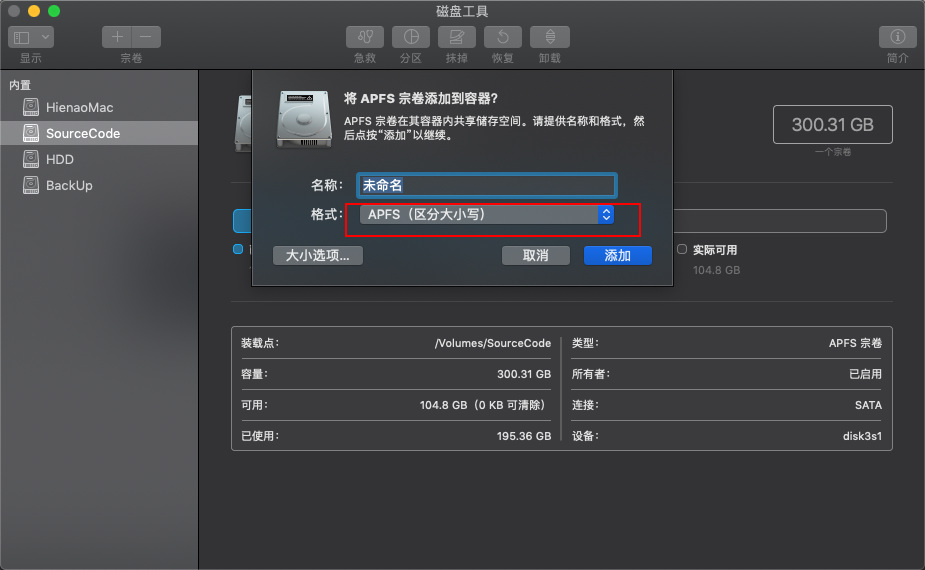 磁盘工具
显示
宗卷
急救
分区
抹掉
恢复
卸载
简介
内置
HienaoMac
SourceCode
HDD
BackUp
将 APFS 宗卷添加到容器?
APFS 宗卷在其容器内共享储存空间。请提供名称和格式，然
后点按“添加”以继续。
名称： 未命名
格式： APFS（区分大小写）
大小选项... 取消 添加
300.31 GB
一个宗卷
实际可用
104.8 GB
装载点： /Volumes/SourceCode
容量： 300.31 GB
可用： 104.8 GB（0 KB 可清除）
已使用： 195.36 GB
类型： APFS 宗卷
所有者： 已启用
连接： SATA
设备： disk3s1